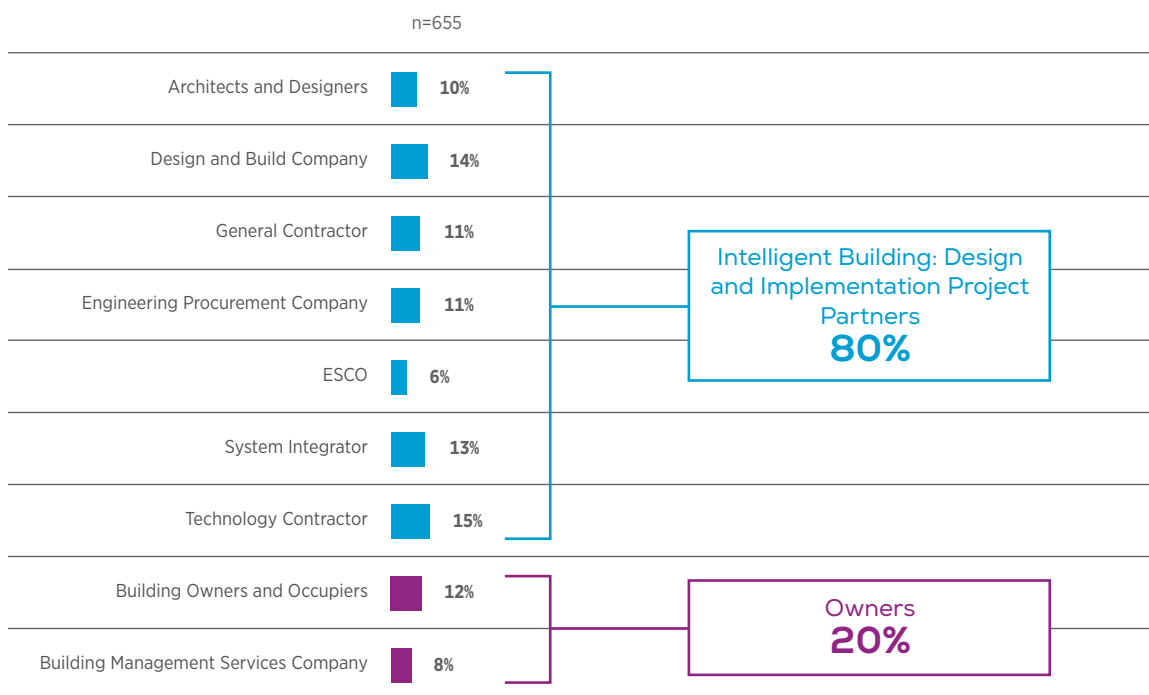 n=655
Architects and Designers 10%
Design and Build Company 14%
General Contractor 11%
Engineering Procurement Company 11%
ESCO 6%
System Integrator 13%
Technology Contractor 15%
Intelligent Building: Design
and Implementation Project
Partners
80%
Building Owners and Occupiers 12%
Building Management Services Company 8%
Owners
20%